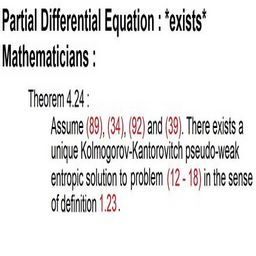 Partial Differential Equation : *exists*
Mathematicians :
Theorem 4.24 :
Assume (89), (34), (92) and (39). There exists a
unique Kolmogorov-Kantorovitch pseudo-weak
entropic solution to problem (12 - 18) in the sense
of definition 1.23.